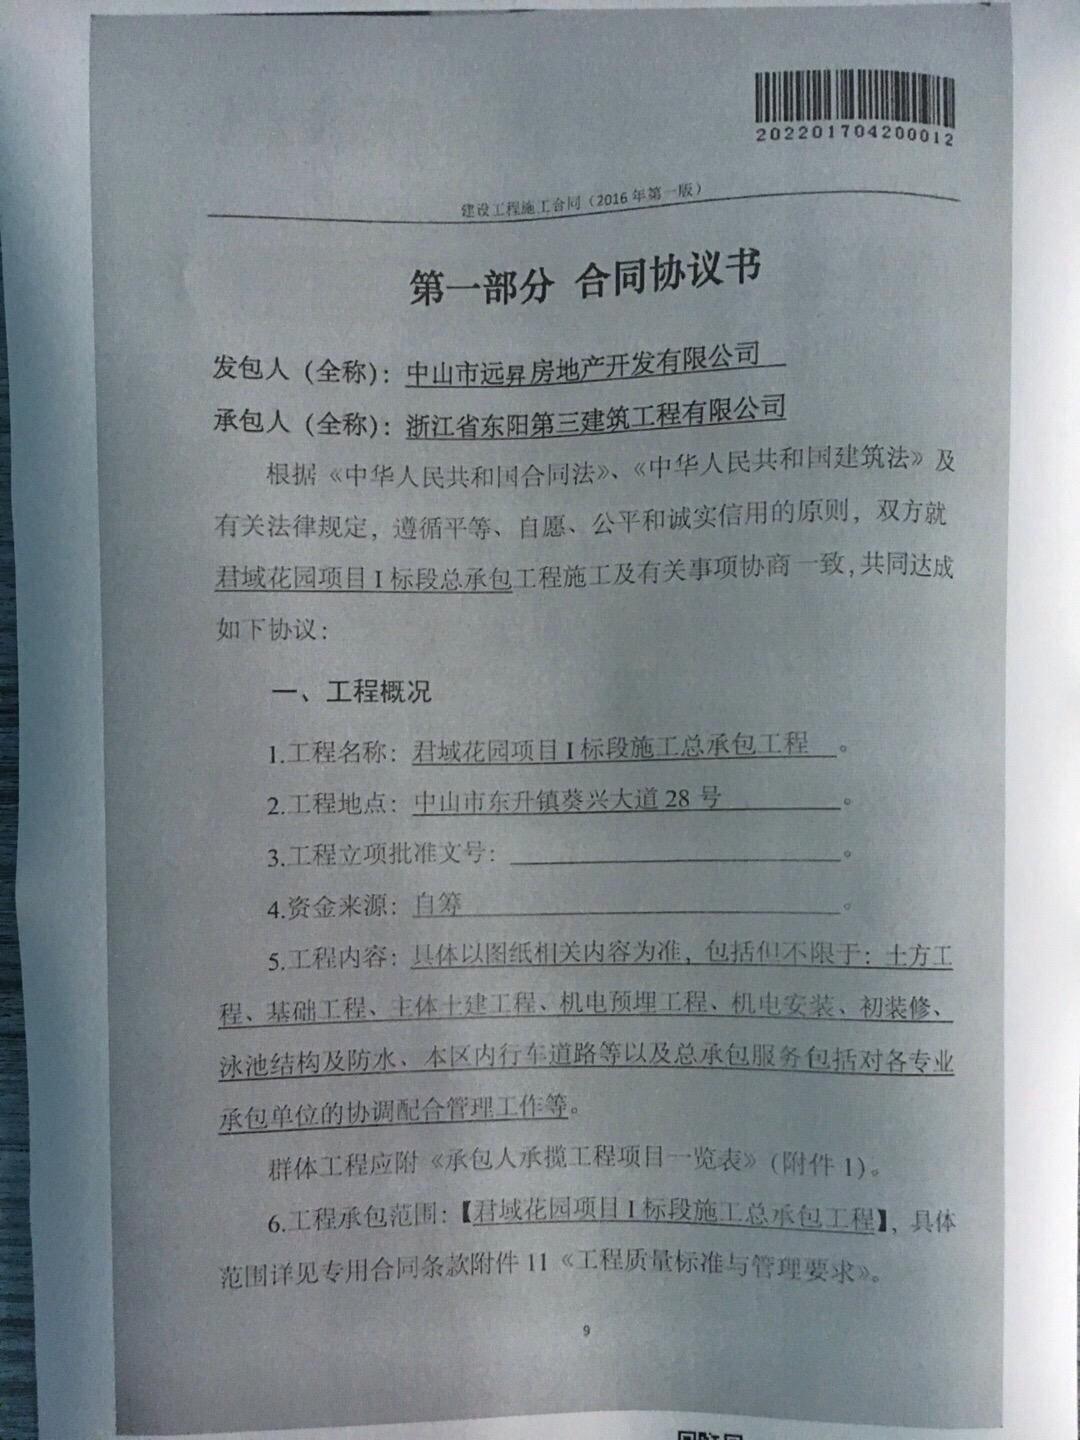 202201704200012
建设工程施工合同（2016 年第一版）
第一部分 合同协议书
发包人（全称）：中山市远昇房地产开发有限公司
承包人（全称）：浙江省东阳第三建筑工程有限公司
根据《中华人民共和国合同法》、《中华人民共和国建筑法》及
有关法律规定，遵循平等、自愿、公平和诚实信用的原则，双方就
君域花园项目 I 标段总承包工程施工及有关事项协商一致，共同达成
如下协议：
一、工程概况
1.工程名称：君域花园项目 I 标段施工总承包工程。
2.工程地点：中山市东升镇葵兴大道 28 号。
3.工程立项批准文号：。
4.资金来源：自筹。
5.工程内容：具体以图纸相关内容为准，包括但不限于：土方工
程、基础工程、主体土建工程、机电预埋工程、机电安装、初装修、
泳池结构及防水、本区内行车道路等以及总承包服务包括对各专业
承包单位的协调配合管理工作等。
群体工程应附《承包人承揽工程项目一览表》（附件 1）。
6.工程承包范围：【君域花园项目 I 标段施工总承包工程】，具体
范围详见专用合同条款附件 11《工程质量标准与管理要求》。
9